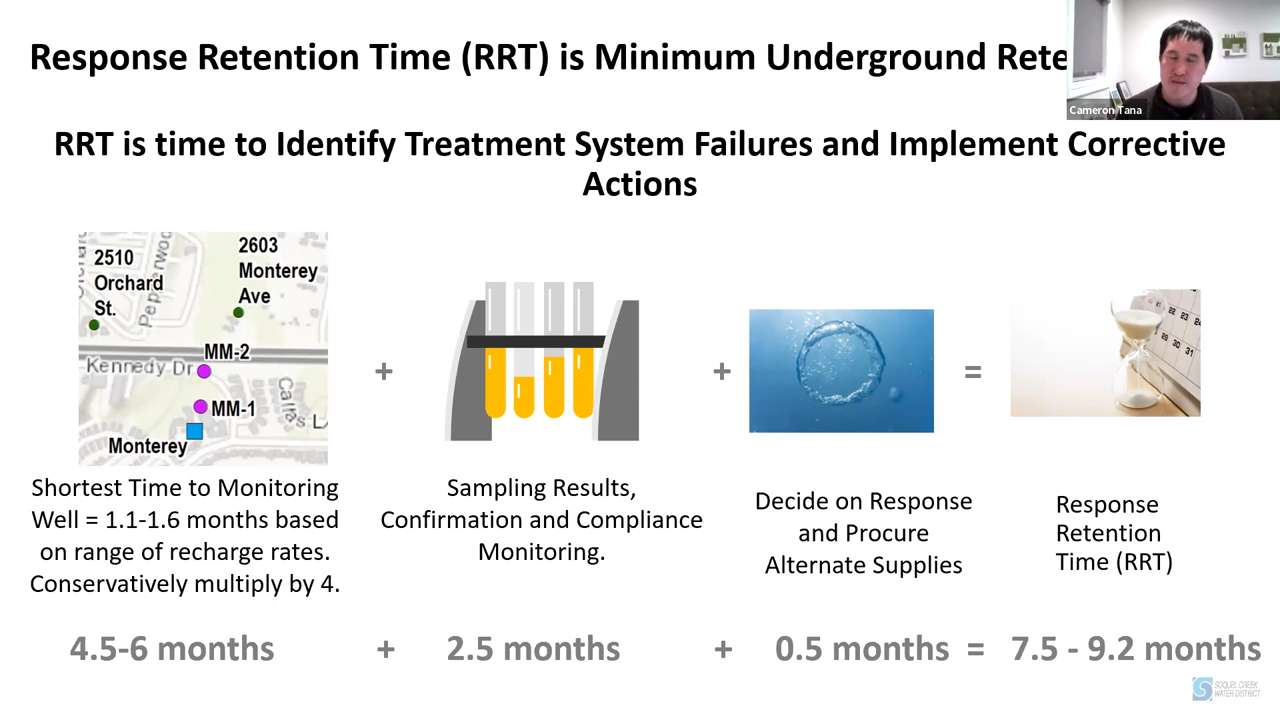 Response Retention Time (RRT) is Minimum Underground Rete
Cameron Tana
RRT is time to Identify Treatment System Failures and Implement Corrective
Actions
2510
Orchard
St.
2603
Monterey
Ave
Kennedy Dr
MM-2
MM-1
Monterey
+
+
=
Shortest Time to Monitoring
Well = 1.1-1.6 months based
on range of recharge rates.
Conservatively multiply by 4.
Sampling Results,
Confirmation and Compliance
Monitoring.
Decide on Response
and Procure
Alternate Supplies
Response
Retention
Time (RRT)
4.5-6 months + 2.5 months + 0.5 months = 7.5 - 9.2 months
SOQUEL CREEK
WATER DISTRICT